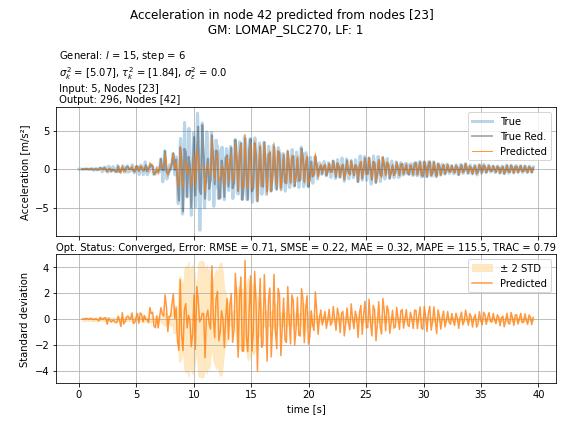 Acceleration in node 42 predicted from nodes [23]
GM: LOMAP_SLC270, LF: 1
General: l = 15, step = 6
σ²ₖ = [5.07], τ²ₖ = [1.84], σ²ε = 0.0
Input: 5, Nodes [23]
Output: 296, Nodes [42]
Acceleration [m/s²]
5
0
−5
True
True Red.
Predicted
Opt. Status: Converged, Error: RMSE = 0.71, SMSE = 0.22, MAE = 0.32, MAPE = 115.5, TRAC = 0.79
Standard deviation
4
2
0
−2
−4
± 2 STD
Predicted
0 5 10 15 20 25 30 35 40
time [s]